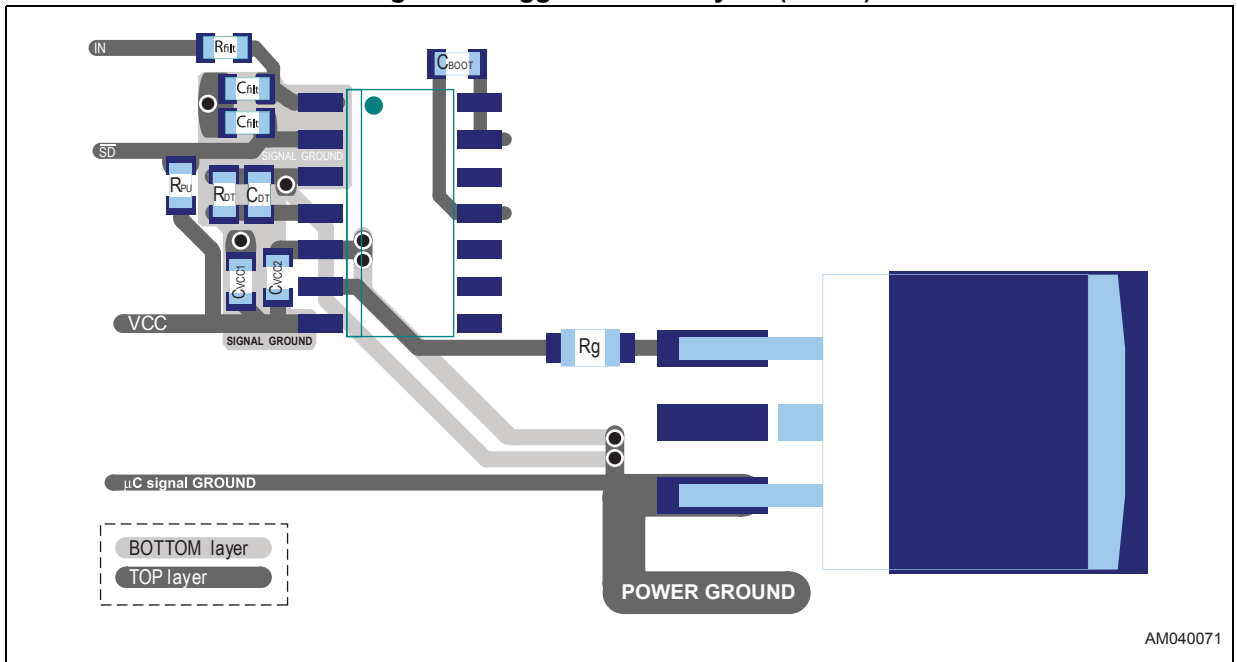 IN
Rfilt
CBOOT
Cfilt
Cfilt
SD
SIGNAL GROUND
RPU
RDT
CDT
CVCC1
CVCC2
VCC
SIGNAL GROUND
Rg
µC signal GROUND
BOTTOM layer
TOP layer
POWER GROUND
AM040071